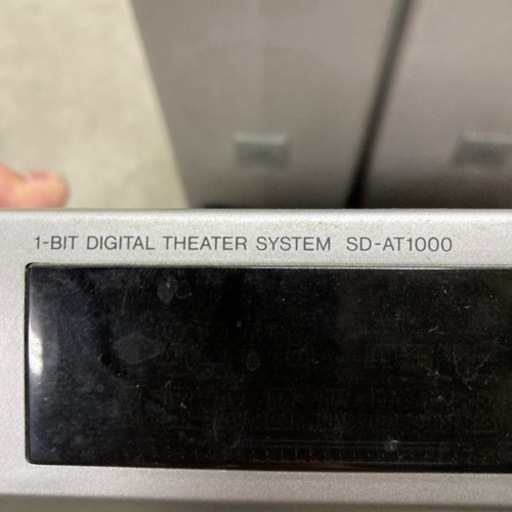 1-BIT DIGITAL THEATER SYSTEM SD-AT1000